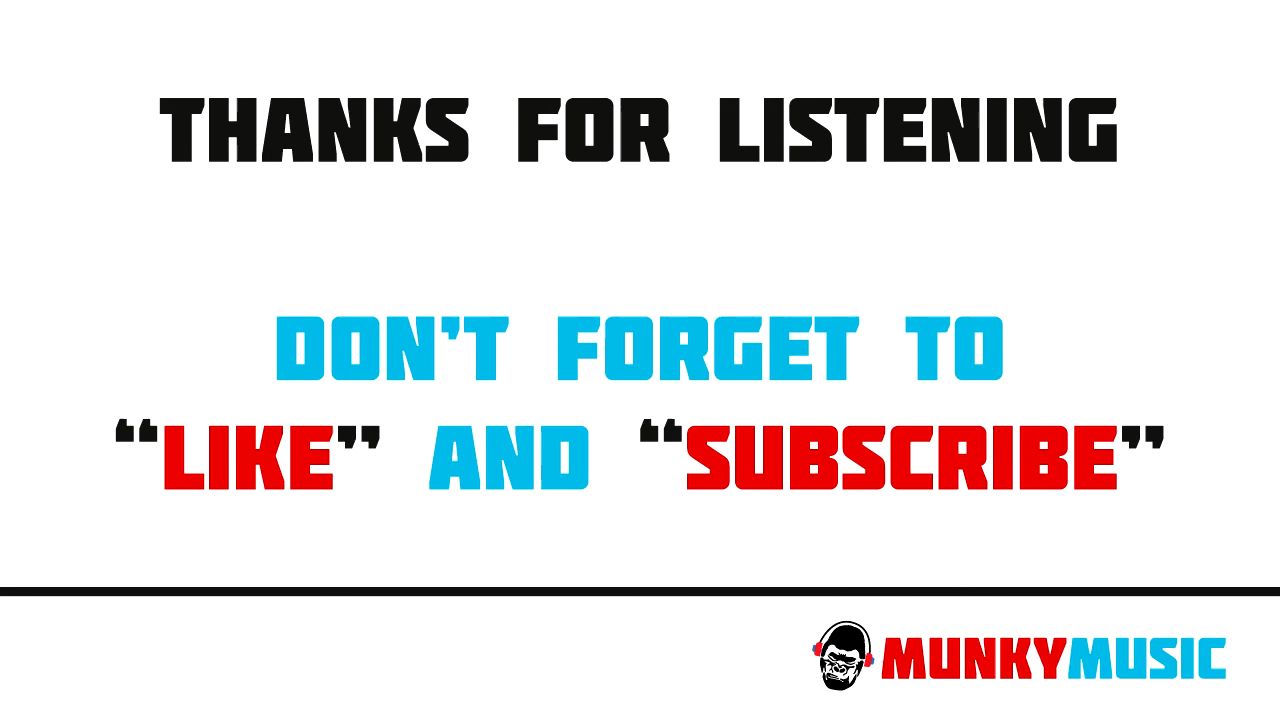 THANKS FOR LISTENING
DON'T FORGET TO
“LIKE” AND “SUBSCRIBE”
MUNKYMUSIC